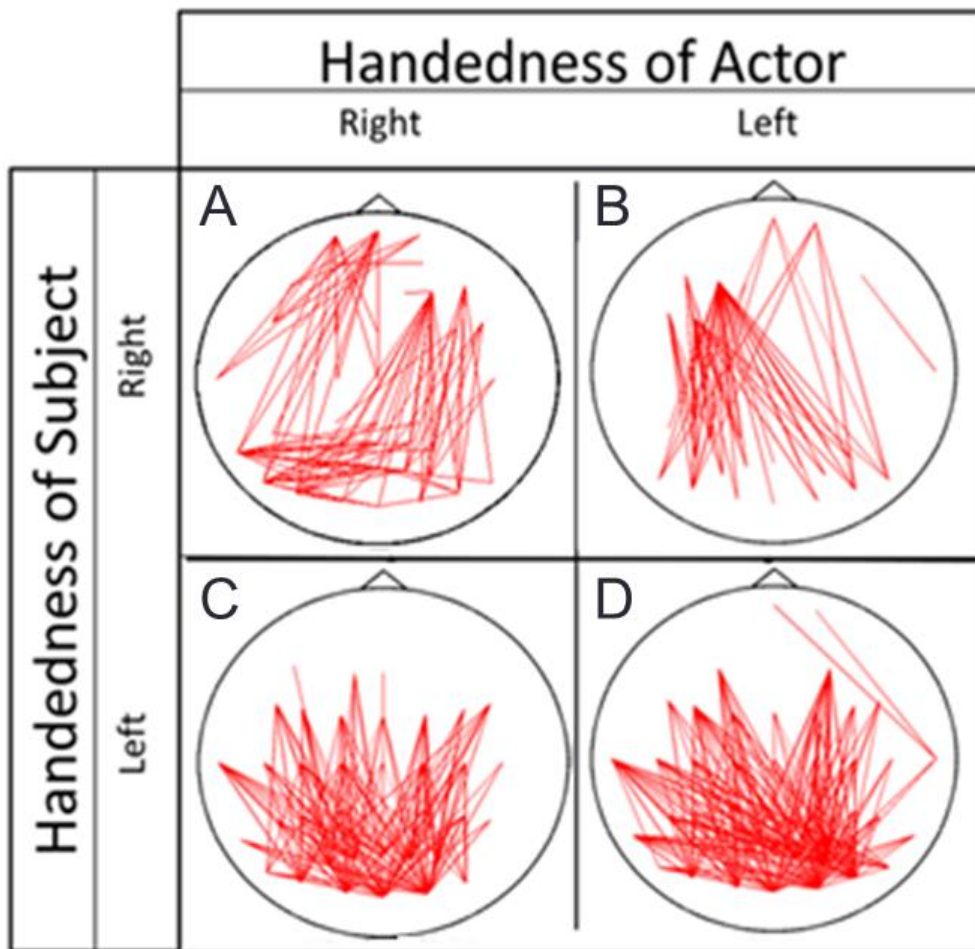 Handedness of Actor
Right
Left
Handedness of Subject
Right
Left
A
B
C
D